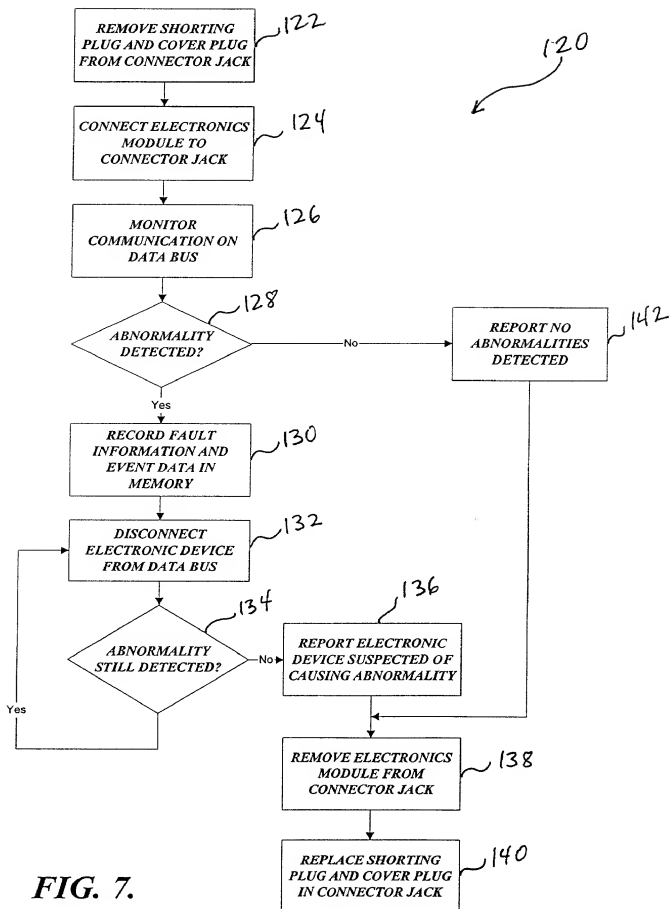 REMOVE SHORTING
PLUG AND COVER PLUG
FROM CONNECTOR JACK
122
120
CONNECT ELECTRONICS
MODULE TO
CONNECTOR JACK
124
MONITOR
COMMUNICATION ON
DATA BUS
126
ABNORMALITY
DETECTED?
128
No
REPORT NO
ABNORMALITIES
DETECTED
142
Yes
RECORD FAULT
INFORMATION AND
EVENT DATA IN
MEMORY
130
DISCONNECT
ELECTRONIC DEVICE
FROM DATA BUS
132
ABNORMALITY
STILL DETECTED?
134
Yes
No
REPORT ELECTRONIC
DEVICE SUSPECTED OF
CAUSING ABNORMALITY
136
REMOVE ELECTRONICS
MODULE FROM
CONNECTOR JACK
138
REPLACE SHORTING
PLUG AND COVER PLUG
IN CONNECTOR JACK
140
FIG. 7.